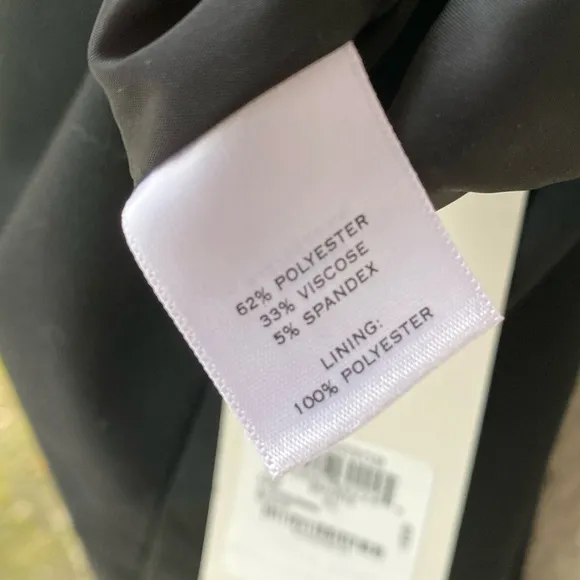 62% POLYESTER
33% VISCOSE
5% SPANDEX
LINING:
100% POLYESTER